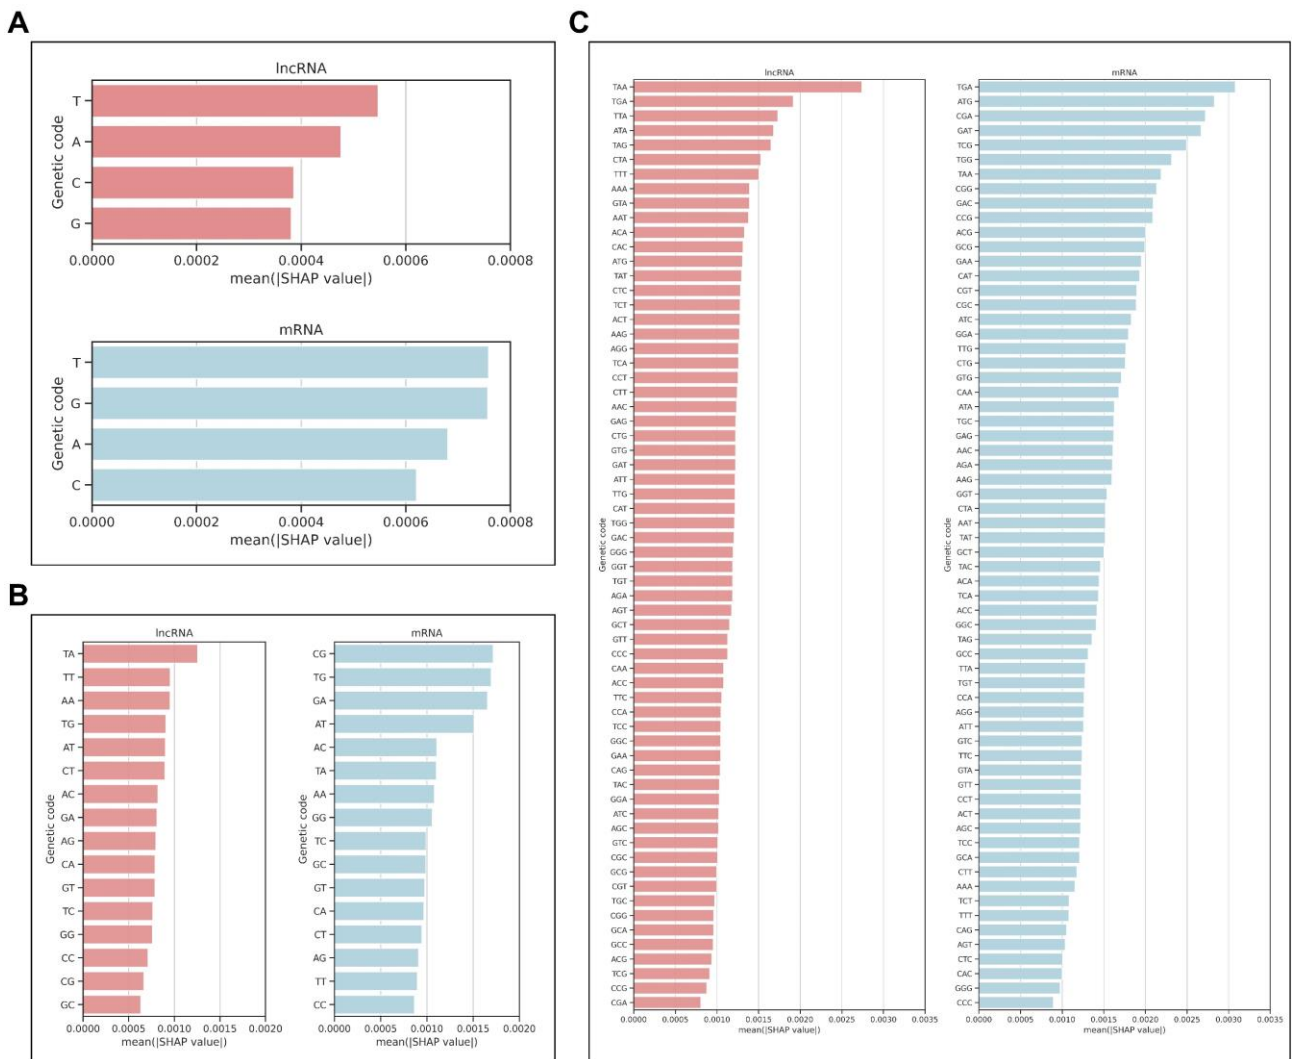 A
lncRNA
Genetic code
T
A
C
G
0.0000 0.0002 0.0004 0.0006 0.0008
mean(|SHAP value|)
mRNA
Genetic code
T
G
A
C
0.0000 0.0002 0.0004 0.0006 0.0008
mean(|SHAP value|)
B
lncRNA
Genetic code
TA
TT
AA
TG
AT
CT
AC
GA
AG
CA
GT
TC
GG
CC
CG
GC
0.0000 0.0005 0.0010 0.0015 0.0020
mean(|SHAP value|)
mRNA
Genetic code
CG
TG
GA
AT
AC
TA
AA
GG
TC
GC
GT
CA
CT
AG
TT
CC
0.0000 0.0005 0.0010 0.0015 0.0020
mean(|SHAP value|)
C
lncRNA
Genetic code
TAA
TGA
TTA
ATA
TAG
CTA
TTT
AAA
GTA
AAT
ACA
CAC
ATG
TAT
CTC
TCT
ACT
AAG
AGG
TCA
CCT
CTT
AAC
GAG
CTG
GTG
GAT
ATT
TTG
CAT
TGG
GAC
GGG
GGT
TGT
AGA
AGT
GCT
GTT
CCC
CAA
ACC
TTC
CCA
TCC
GGC
GAA
CAG
TAC
GGA
ATC
AGC
GTC
CGC
GCG
CGT
TGC
CGG
GCA
GCC
ACG
TCG
CCG
CGA
0.0000 0.0005 0.0010 0.0015 0.0020 0.0025 0.0030 0.0035
mean(|SHAP value|)
mRNA
Genetic code
TGA
ATG
CGA
GAT
TCG
TGG
TAA
CGG
GAC
CCG
ACG
GCG
GAA
CAT
CGT
CGC
ATC
GGA
TTG
CTG
GTG
CAA
ATA
TGC
GAG
AAC
AGA
AAG
GGT
CTA
AAT
TAT
GCT
TAC
ACA
TCA
ACC
GGC
TAG
GCC
TTA
TGT
CCA
AGG
ATT
GTC
TTC
GTA
GTT
CCT
ACT
AGC
TCC
GCA
CTT
AAA
TCT
TTT
CAG
AGT
CTC
CAC
GGG
CCC
0.0000 0.0005 0.0010 0.0015 0.0020 0.0025 0.0030 0.0035
mean(|SHAP value|)